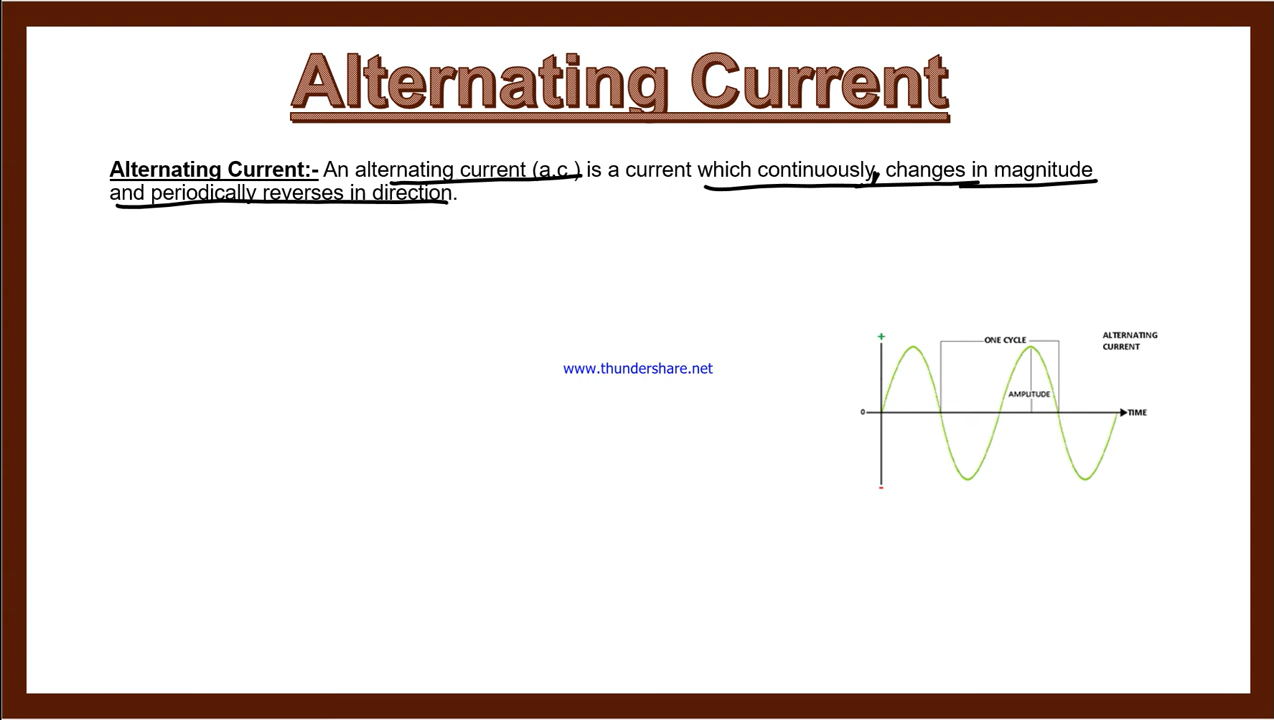 Alternating Current
Alternating Current:- An alternating current (a.c.) is a current which continuously, changes in magnitude
and periodically reverses in direction.
+
ONE CYCLE
ALTERNATING
CURRENT
www.thundershare.net
AMPLITUDE
0
TIME
-